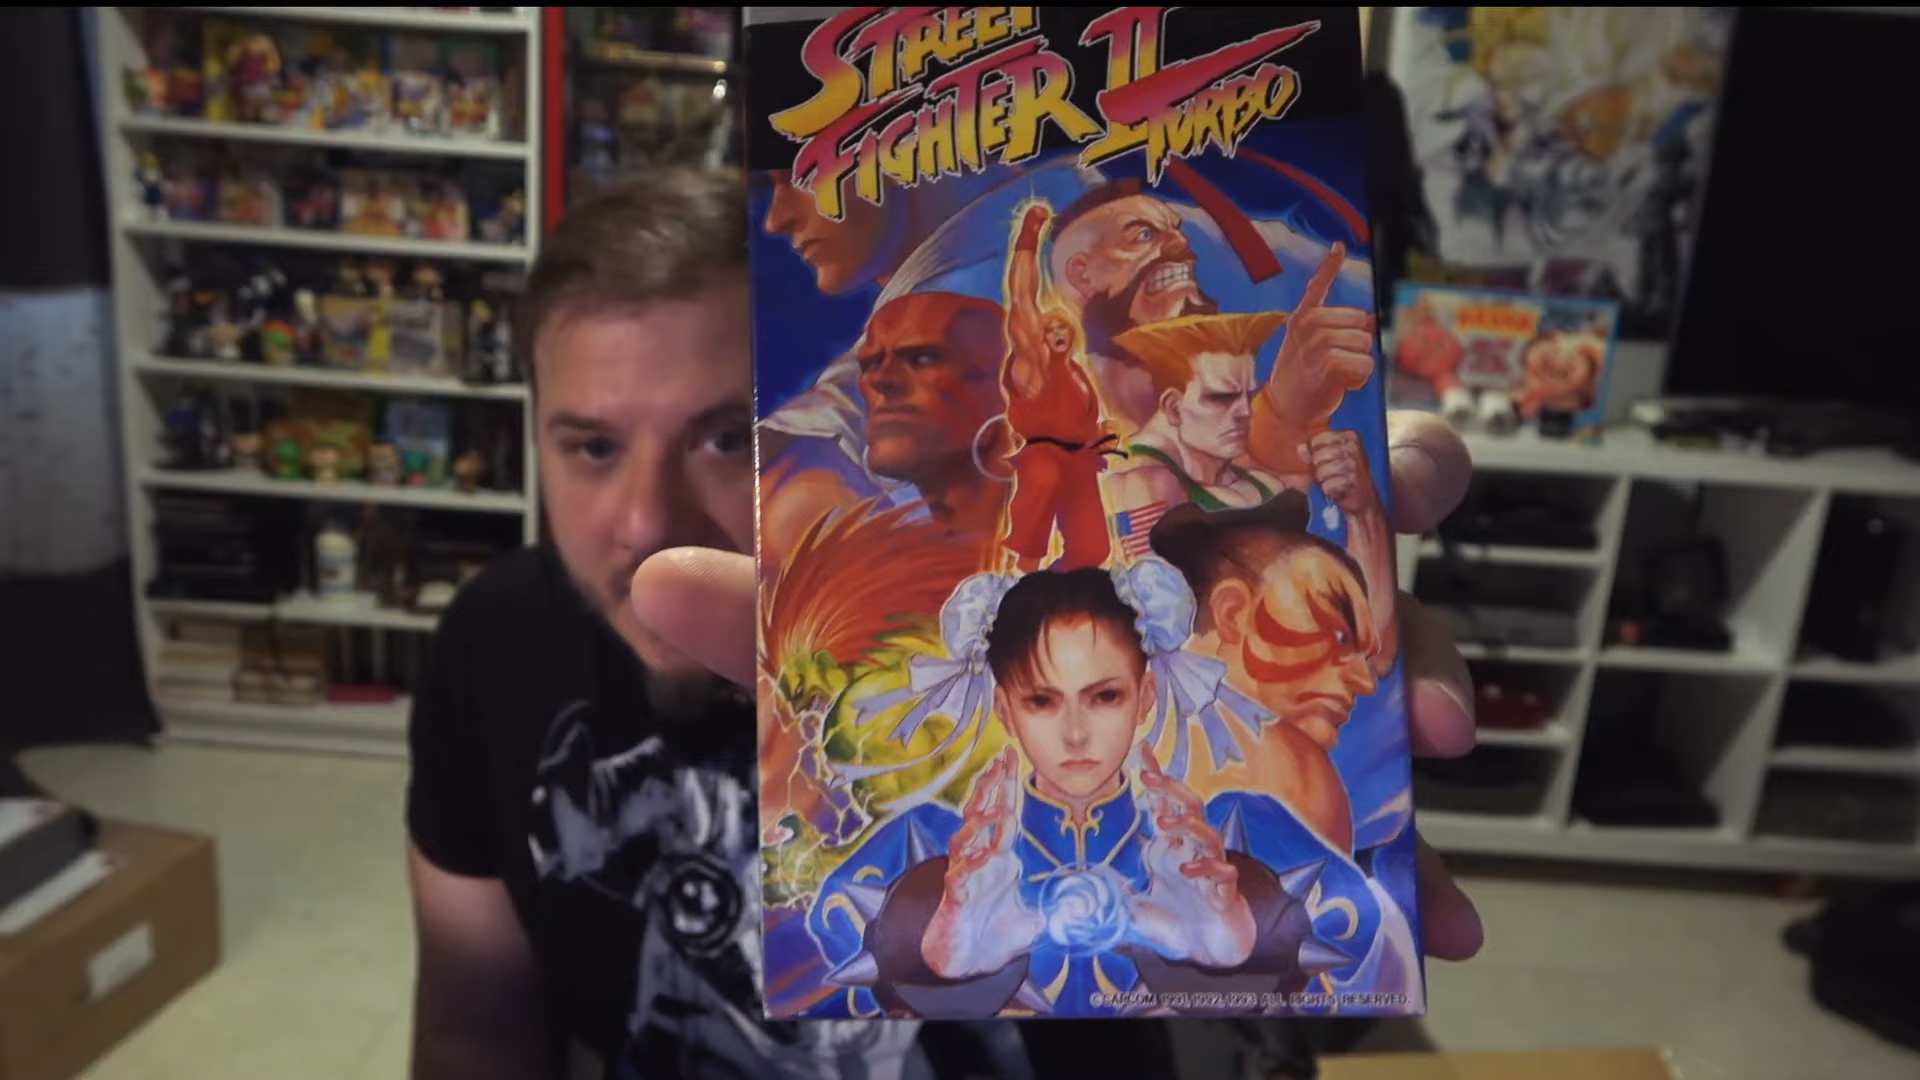 STREET
FIGHTER II
TURBO
©CAPCOM 1991,1992,1993 ALL RIGHTS RESERVED.